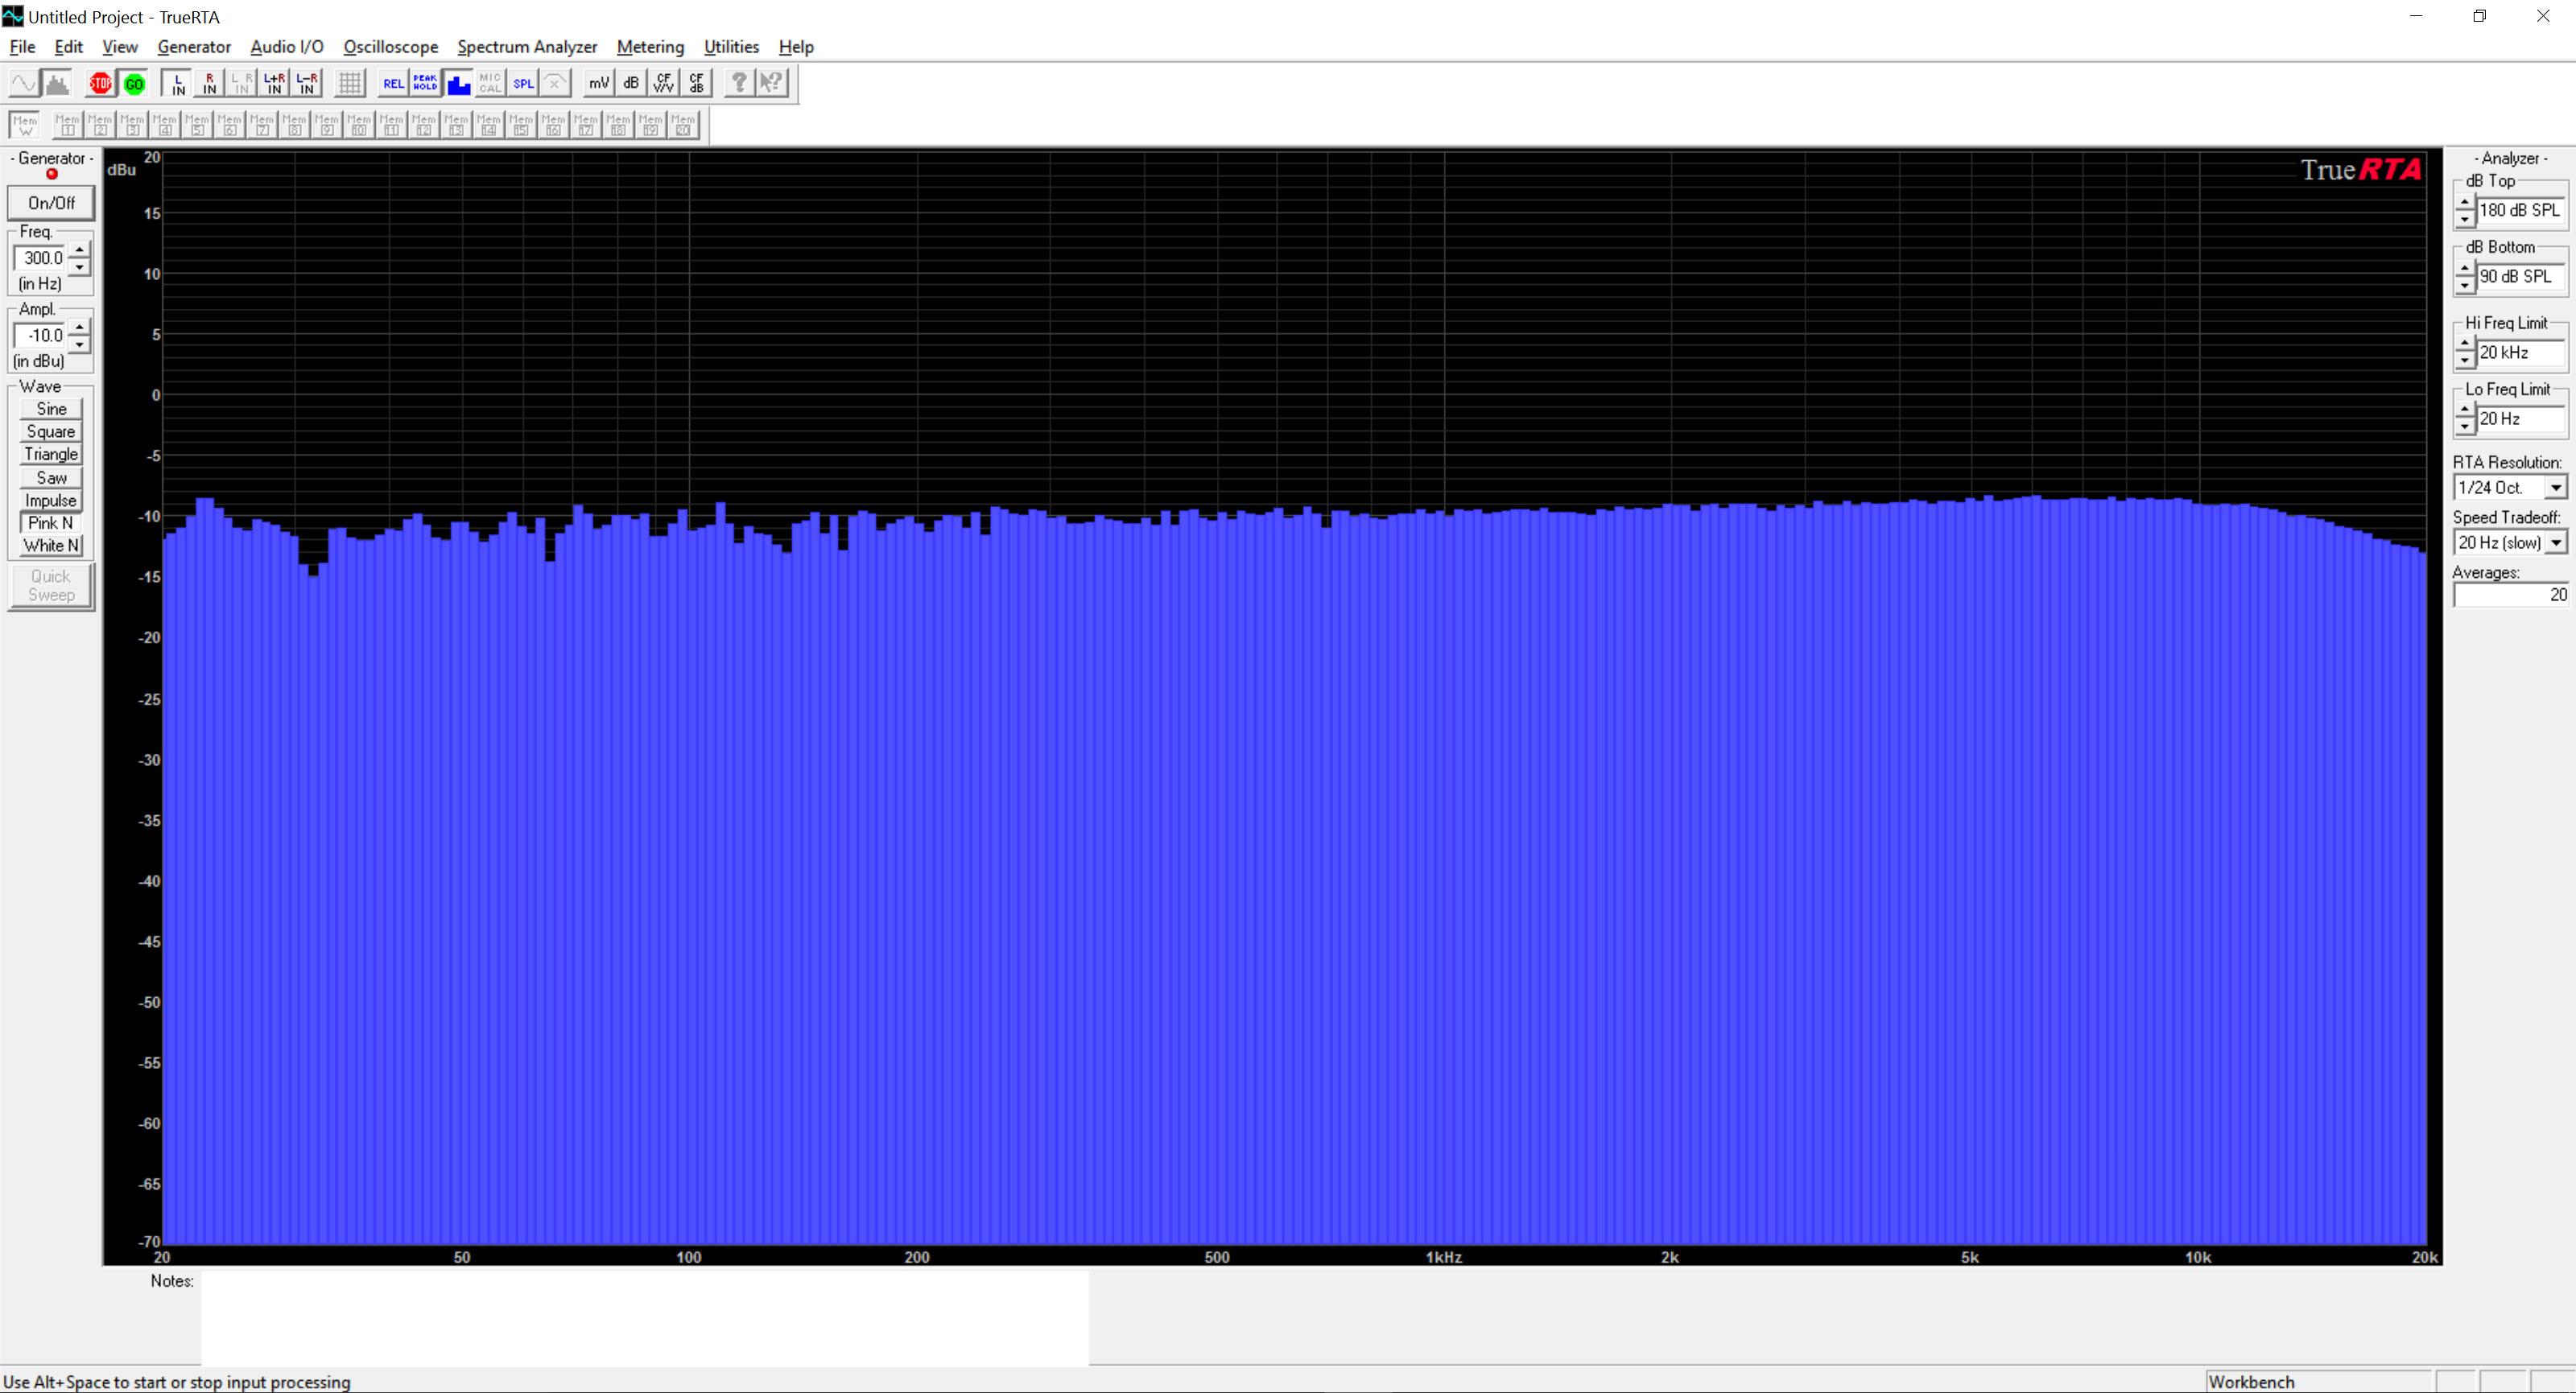 Untitled Project - TrueRTA
File Edit View Generator Audio I/O Oscilloscope Spectrum Analyzer Metering Utilities Help
STOP GO L IN R IN L R IN L+R IN L-R IN REL PEAK HOLD MIC CAL SPL mV dB CF V/V CF dB ? ?
Mem W Mem 1 Mem 2 Mem 3 Mem 4 Mem 5 Mem 6 Mem 7 Mem 8 Mem 9 Mem 10 Mem 11 Mem 12 Mem 13 Mem 14 Mem 15 Mem 16 Mem 17 Mem 18 Mem 19 Mem 20
- Generator -
On/Off
Freq.
300.0
(in Hz)
Ampl.
-10.0
(in dBu)
Wave
Sine
Square
Triangle
Saw
Impulse
Pink N
White N
Quick
Sweep
dBu
20
15
10
5
0
-5
-10
-15
-20
-25
-30
-35
-40
-45
-50
-55
-60
-65
-70
20 50 100 200 500 1kHz 2k 5k 10k 20k
TrueRTA
- Analyzer -
dB Top
180 dB SPL
dB Bottom
90 dB SPL
Hi Freq Limit
20 kHz
Lo Freq Limit
20 Hz
RTA Resolution:
1/24 Oct.
Speed Tradeoff:
20 Hz (slow)
Averages:
20
Notes:
Use Alt+Space to start or stop input processing
Workbench